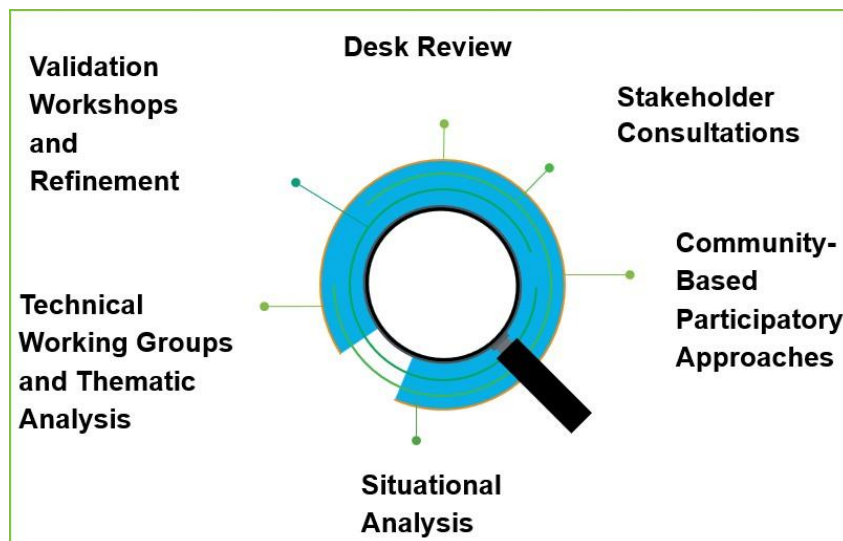 Desk Review
Stakeholder
Consultations
Community-
Based
Participatory
Approaches
Situational
Analysis
Technical
Working Groups
and Thematic
Analysis
Validation
Workshops
and
Refinement